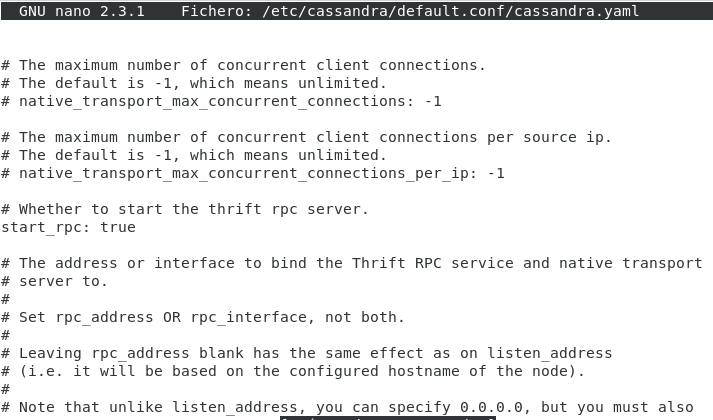 GNU nano 2.3.1    Fichero: /etc/cassandra/default.conf/cassandra.yaml
# The maximum number of concurrent client connections.
# The default is -1, which means unlimited.
# native_transport_max_concurrent_connections: -1
# The maximum number of concurrent client connections per source ip.
# The default is -1, which means unlimited.
# native_transport_max_concurrent_connections_per_ip: -1
# Whether to start the thrift rpc server.
start_rpc: true
# The address or interface to bind the Thrift RPC service and native transport
# server to.
#
# Set rpc_address OR rpc_interface, not both.
#
# Leaving rpc_address blank has the same effect as on listen_address
# (i.e. it will be based on the configured hostname of the node).
#
# Note that unlike listen_address, you can specify 0.0.0.0, but you must also